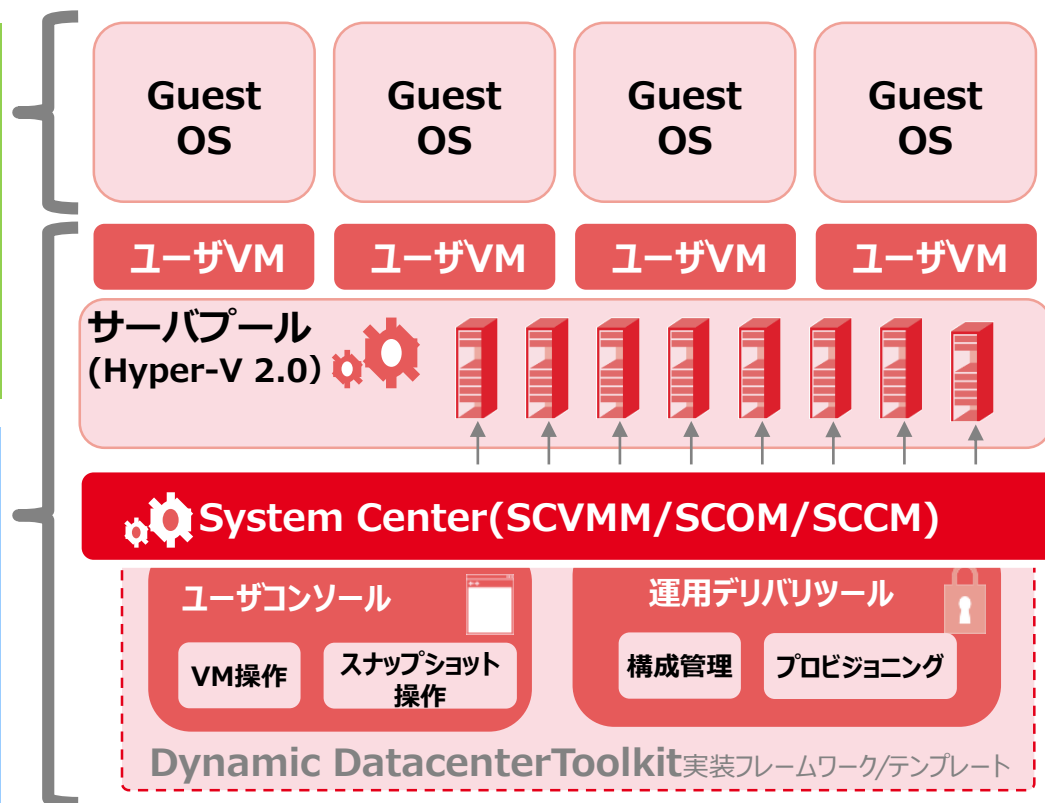 Guest
OS
Guest
OS
Guest
OS
Guest
OS
ユーザVM
ユーザVM
ユーザVM
ユーザVM
サーバプール
(Hyper-V 2.0）
System Center(SCVMM/SCOM/SCCM)
ユーザコンソール
VM操作
スナップショット
操作
運用デリバリツール
構成管理
プロビジョニング
Dynamic DatacenterToolkit実装フレームワーク/テンプレート